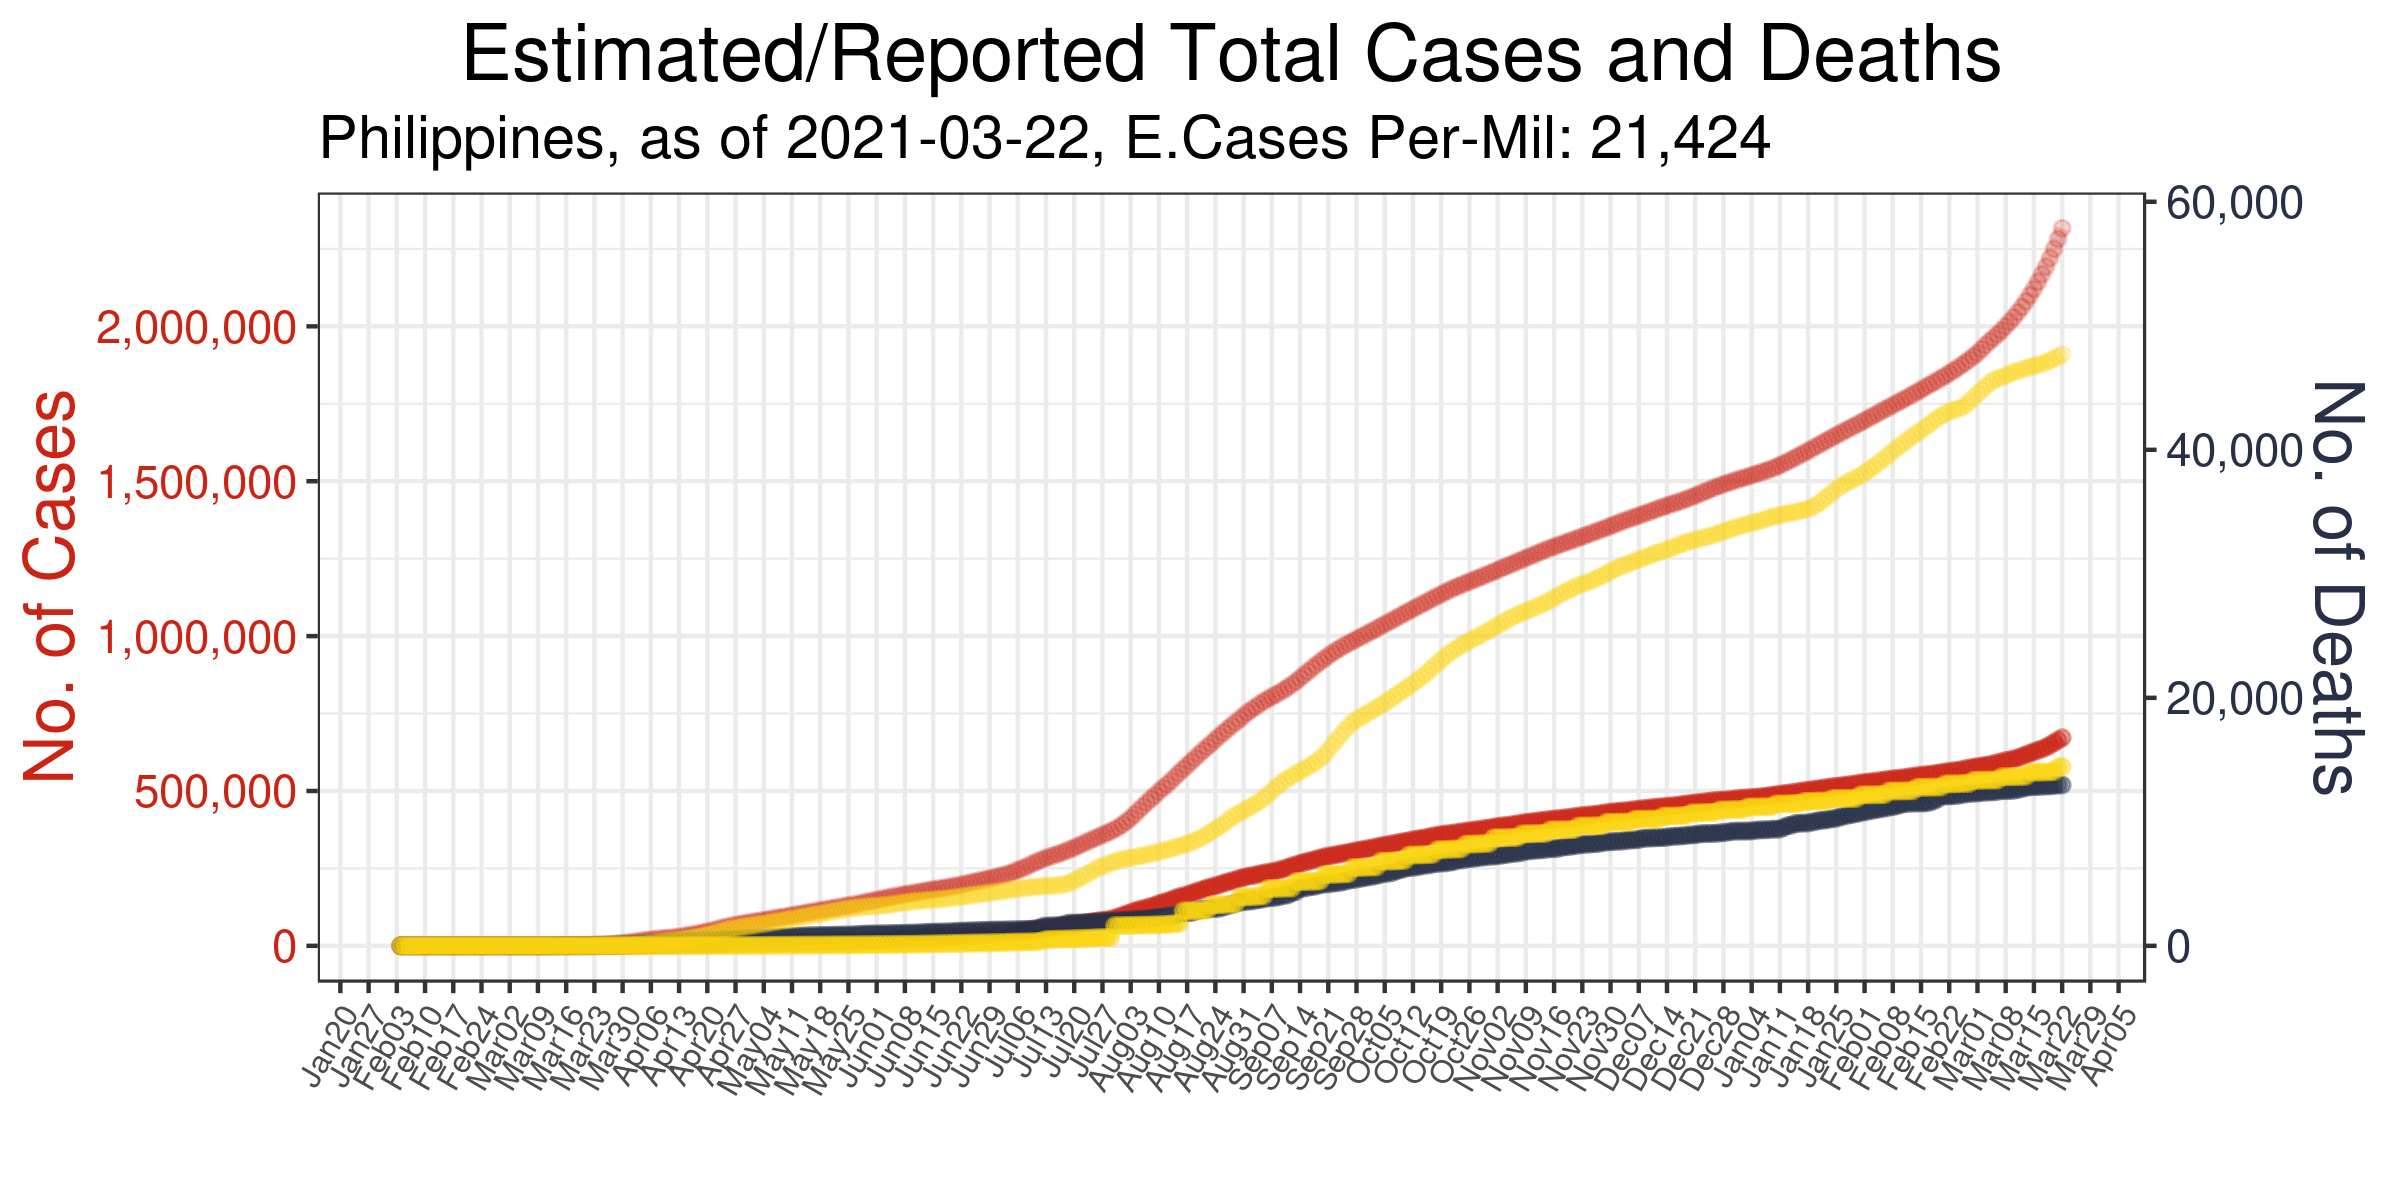 Estimated/Reported Total Cases and Deaths
Philippines, as of 2021-03-22, E.Cases Per-Mil: 21,424
No. of Cases
2,000,000
1,500,000
1,000,000
500,000
0
60,000
40,000
20,000
0
No. of Deaths
Jan20
Jan27
Feb03
Feb10
Feb17
Feb24
Mar02
Mar09
Mar16
Mar23
Mar30
Apr06
Apr13
Apr20
Apr27
May04
May11
May18
May25
Jun01
Jun08
Jun15
Jun22
Jun29
Jul06
Jul13
Jul20
Jul27
Aug03
Aug10
Aug17
Aug24
Aug31
Sep07
Sep14
Sep21
Sep28
Oct05
Oct12
Oct19
Oct26
Nov02
Nov09
Nov16
Nov23
Nov30
Dec07
Dec14
Dec21
Dec28
Jan04
Jan11
Jan18
Jan25
Feb01
Feb08
Feb15
Feb22
Mar01
Mar08
Mar15
Mar22
Mar29
Apr05